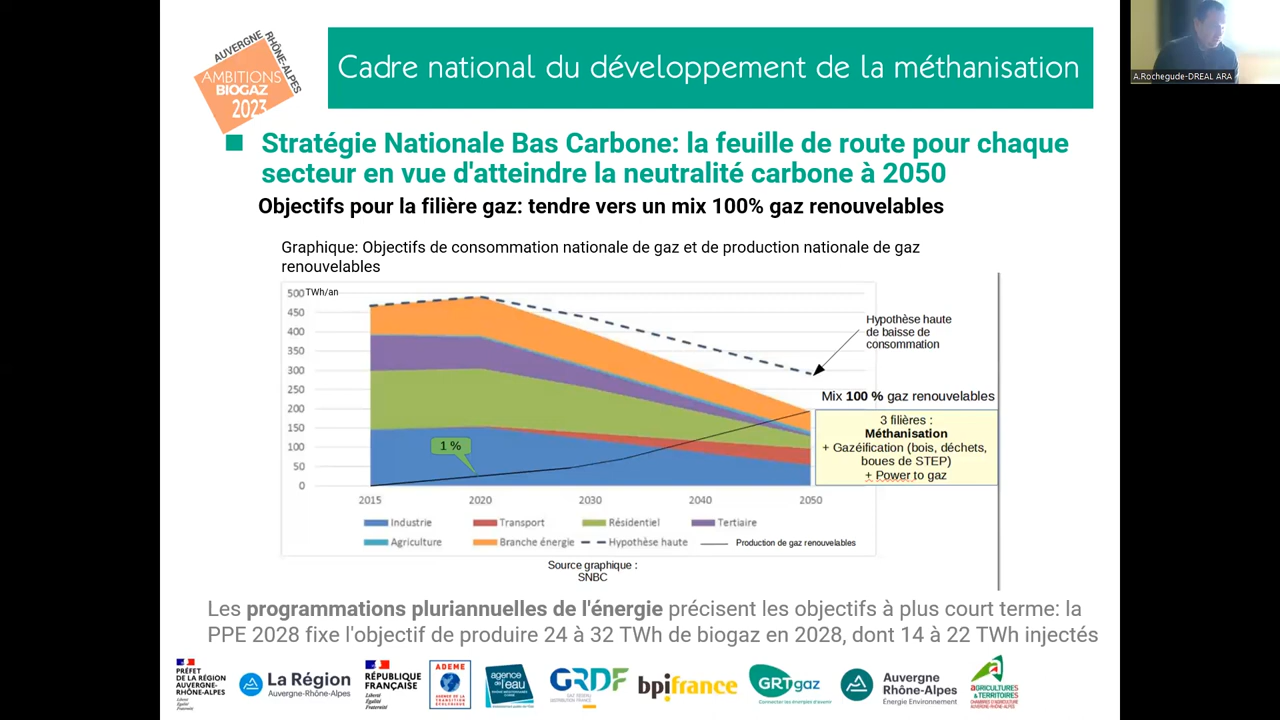 AUVERGNE
RHÔNE-ALPES
AMBITIONS
BIOGAZ
2023
Cadre national du développement de la méthanisation
A.Rochegude-DREAL ARA
Stratégie Nationale Bas Carbone: la feuille de route pour chaque
secteur en vue d'atteindre la neutralité carbone à 2050
Objectifs pour la filière gaz: tendre vers un mix 100% gaz renouvelables
Graphique: Objectifs de consommation nationale de gaz et de production nationale de gaz
renouvelables
500 TWh/an
450
400
350
300
250
200
150
100
50
0
2015 2020 2030 2040 2050
1 %
Hypothèse haute
de baisse de
consommation
Mix 100 % gaz renouvelables
3 filières :
Méthanisation
+ Gazéification (bois, déchets,
boues de STEP)
+ Power to gaz
Industrie Transport Résidentiel Tertiaire
Agriculture Branche énergie Hypothèse haute Production de gaz renouvelables
Source graphique :
SNBC
Les programmations pluriannuelles de l'énergie précisent les objectifs à plus court terme: la
PPE 2028 fixe l'objectif de produire 24 à 32 TWh de biogaz en 2028, dont 14 à 22 TWh injectés
PRÉFET
DE LA RÉGION
AUVERGNE-
RHÔNE-ALPES
Liberté
Égalité
Fraternité
La Région
Auvergne-Rhône-Alpes
RÉPUBLIQUE
FRANÇAISE
Liberté
Égalité
Fraternité
ADEME
AGENCE DE LA
TRANSITION
ÉCOLOGIQUE
agence
de l'eau
GRDF
GAZ RÉSEAU
DISTRIBUTION FRANCE
bpifrance
GRTgaz
Connecter les énergies d'avenir
Auvergne
Rhône-Alpes
Énergie Environnement
AGRICULTURES
& TERRITOIRES
CHAMBRES D'AGRICULTURE
AUVERGNE-RHÔNE-ALPES